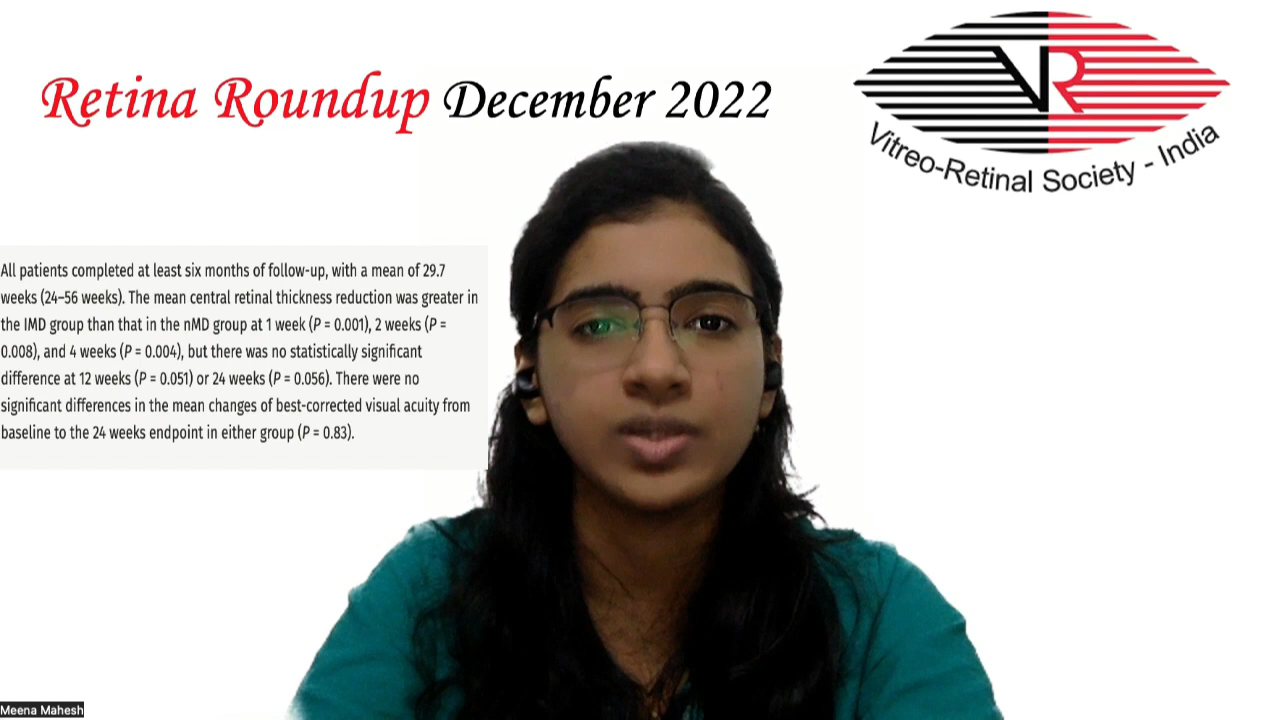 Retina Roundup December 2022
VR
Vitreo-Retinal Society - India
All patients completed at least six months of follow-up, with a mean of 29.7
weeks (24–56 weeks). The mean central retinal thickness reduction was greater in
the IMD group than that in the nMD group at 1 week (P = 0.001), 2 weeks (P =
0.008), and 4 weeks (P = 0.004), but there was no statistically significant
difference at 12 weeks (P = 0.051) or 24 weeks (P = 0.056). There were no
significant differences in the mean changes of best-corrected visual acuity from
baseline to the 24 weeks endpoint in either group (P = 0.83).
Meena Mahesh